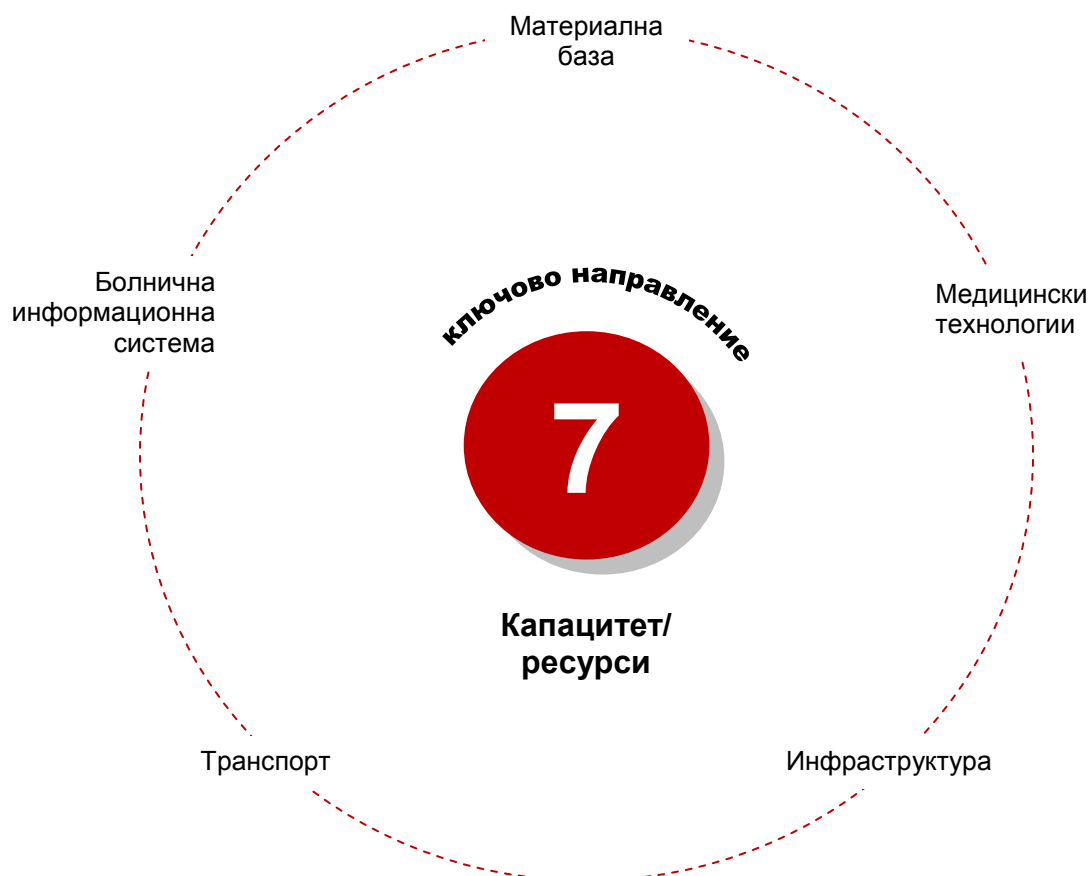 Материална
база
Болнична
информационна
система
Медицински
технологии
ключово направление
7
Капацитет/
ресурси
Транспорт
Инфраструктура